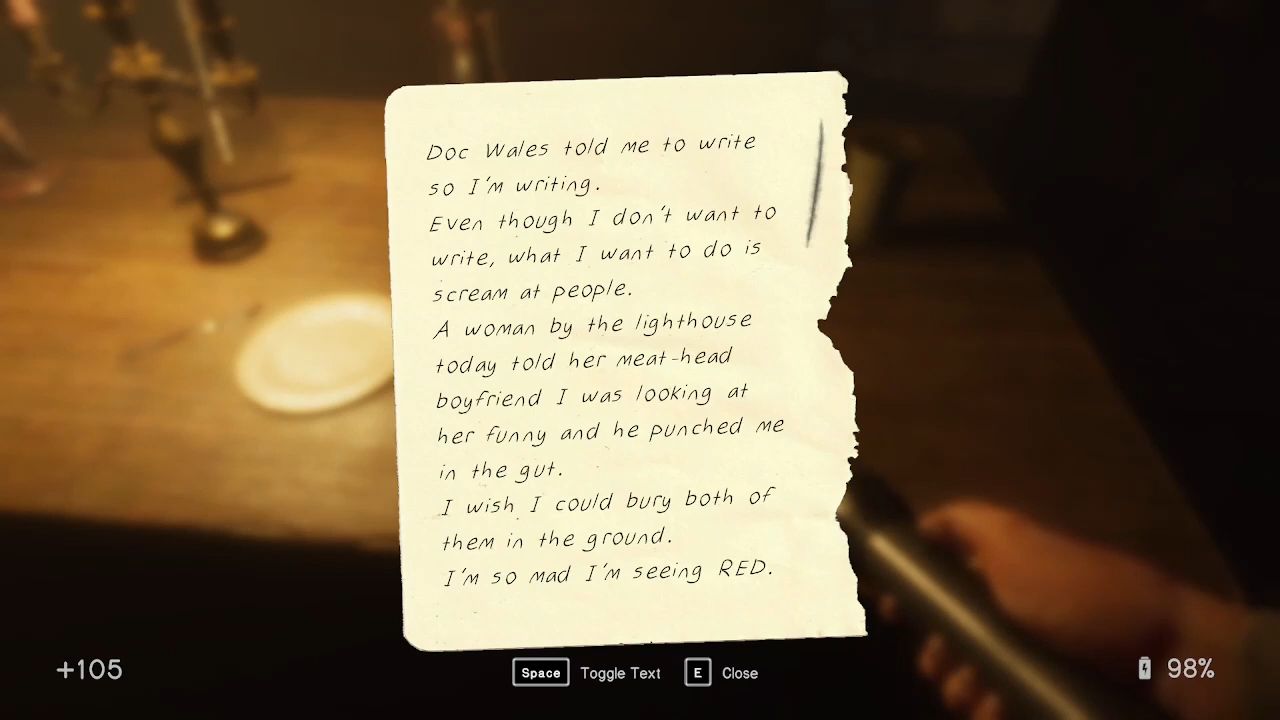 Doc Wales told me to write
so I'm writing.
Even though I don't want to
write, what I want to do is
scream at people.
A woman by the lighthouse
today told her meat-head
boyfriend I was looking at
her funny and he punched me
in the gut.
I wish I could bury both of
them in the ground.
I'm so mad I'm seeing RED.
+105
Space Toggle Text E Close
98%